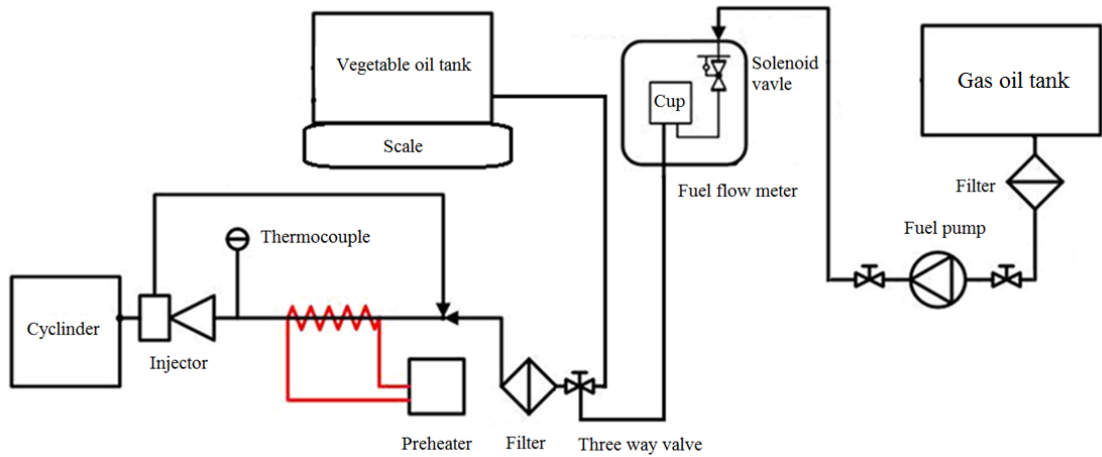 Vegetable oil tank
Scale
Solenoid
vavle
Cup
Fuel flow meter
Gas oil tank
Filter
Fuel pump
Thermocouple
Cyclinder
Injector
Preheater
Filter
Three way valve